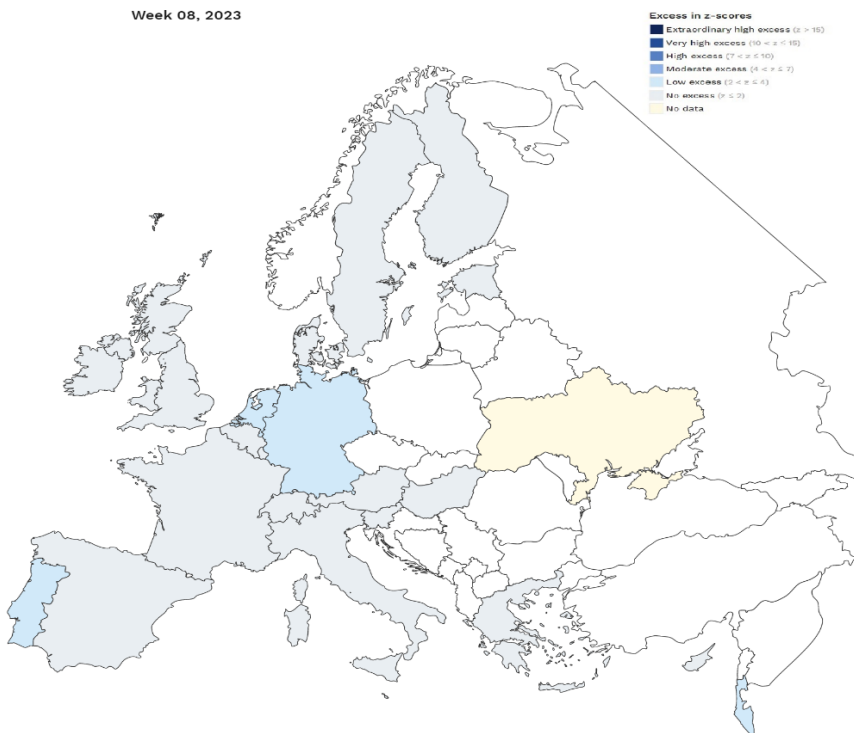 Week 08, 2023
Excess in z-scores
Extraordinary high excess (z > 15)
Very high excess (10 < z ≤ 15)
High excess (7 < z ≤ 10)
Moderate excess (4 < z ≤ 7)
Low excess (2 < z ≤ 4)
No excess (z ≤ 2)
No data